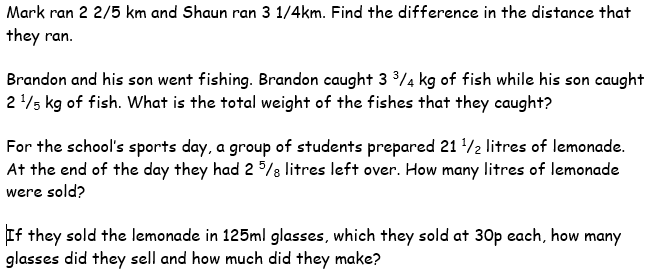 Mark ran 2 2/5 km and Shaun ran 3 1/4km. Find the difference in the distance that
they ran.
Brandon and his son went fishing. Brandon caught 3 ³/₄ kg of fish while his son caught
2 ¹/₅ kg of fish. What is the total weight of the fishes that they caught?
For the school's sports day, a group of students prepared 21 ¹/₂ litres of lemonade.
At the end of the day they had 2 ⁵/₈ litres left over. How many litres of lemonade
were sold?
If they sold the lemonade in 125ml glasses, which they sold at 30p each, how many
glasses did they sell and how much did they make?